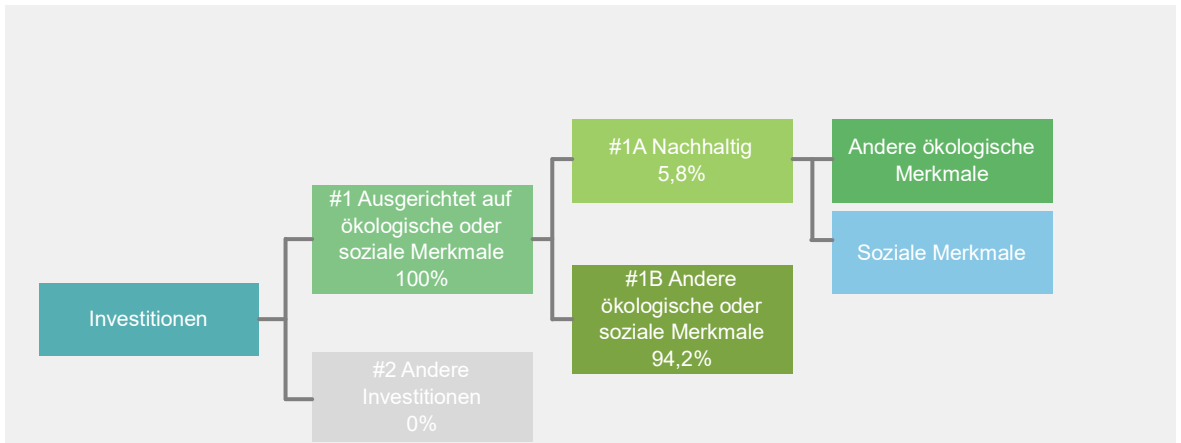 Investitionen
#1 Ausgerichtet auf
ökologische oder
soziale Merkmale
100%
#2 Andere
Investitionen
0%
#1A Nachhaltig
5,8%
#1B Andere
ökologische oder
soziale Merkmale
94,2%
Andere ökologische
Merkmale
Soziale Merkmale